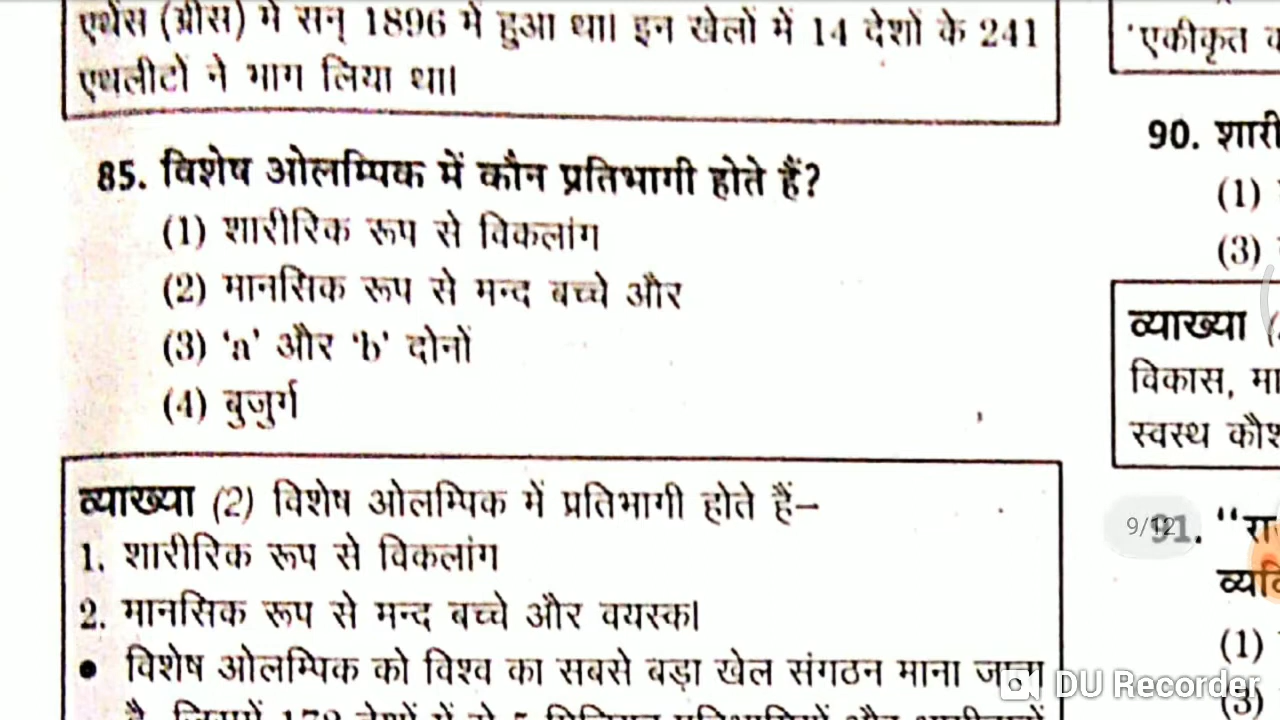 एथेंस (ग्रीस) में सन् 1896 में हुआ था। इन खेलों में 14 देशों के 241
एथलीटों ने भाग लिया था।
85. विशेष ओलम्पिक में कौन प्रतिभागी होते हैं?
(1) शारीरिक रूप से विकलांग
(2) मानसिक रूप से मन्द बच्चे और
(3) 'a' और 'b' दोनों
(4) बुजुर्ग
व्याख्या (2) विशेष ओलम्पिक में प्रतिभागी होते हैं–
1. शारीरिक रूप से विकलांग
2. मानसिक रूप से मन्द बच्चे और वयस्क।
• विशेष ओलम्पिक को विश्व का सबसे बड़ा खेल संगठन माना जाता
'एकीकृत
90. शारी
(1)
(3)
व्याख्या
विकास, मा
स्वस्थ कौश
91. "रा
(1)
(3)
9/12
DU Recorder